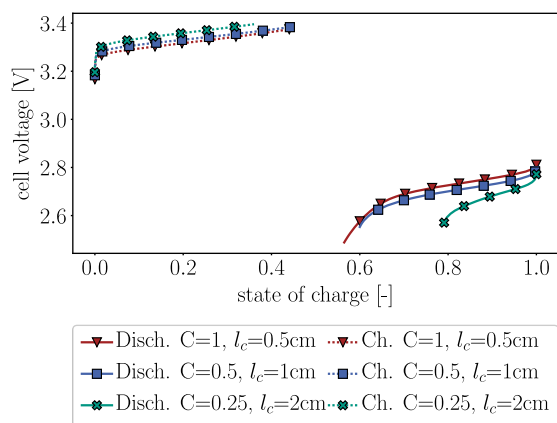 3.4
3.2
3.0
2.8
2.6
cell voltage [V]
0.0 0.2 0.4 0.6 0.8 1.0
state of charge [-]
Disch. C=1, l_c=0.5cm Ch. C=1, l_c=0.5cm
Disch. C=0.5, l_c=1cm Ch. C=0.5, l_c=1cm
Disch. C=0.25, l_c=2cm Ch. C=0.25, l_c=2cm